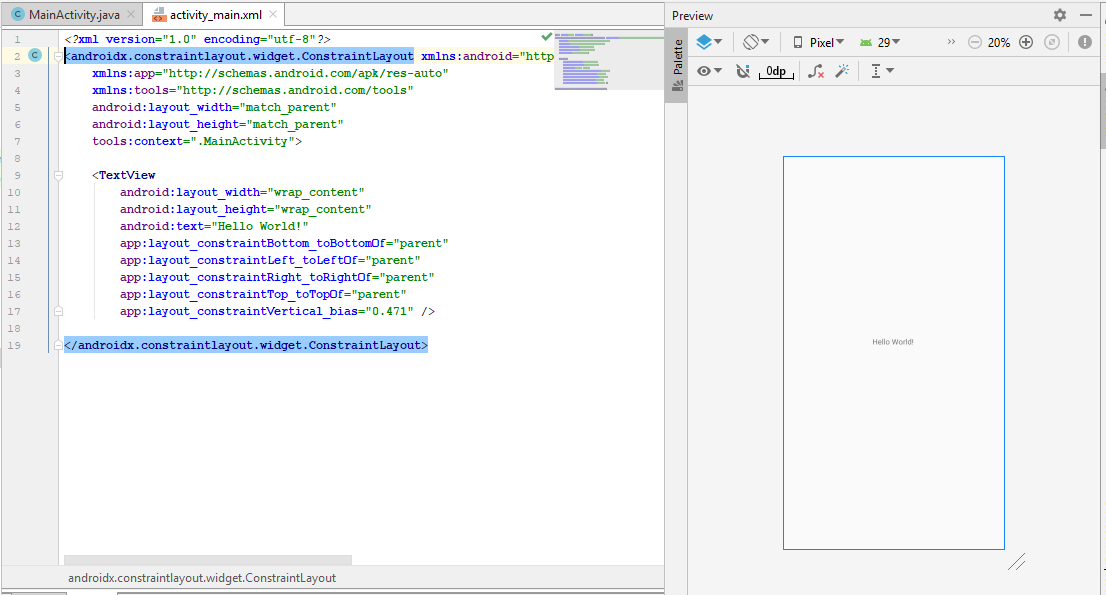 MainActivity.java
activity_main.xml
Preview
1 <?xml version="1.0" encoding="utf-8"?>
2 <androidx.constraintlayout.widget.ConstraintLayout xmlns:android="http
3 xmlns:app="http://schemas.android.com/apk/res-auto"
4 xmlns:tools="http://schemas.android.com/tools"
5 android:layout_width="match_parent"
6 android:layout_height="match_parent"
7 tools:context=".MainActivity">
8
9 <TextView
10 android:layout_width="wrap_content"
11 android:layout_height="wrap_content"
12 android:text="Hello World!"
13 app:layout_constraintBottom_toBottomOf="parent"
14 app:layout_constraintLeft_toLeftOf="parent"
15 app:layout_constraintRight_toRightOf="parent"
16 app:layout_constraintTop_toTopOf="parent"
17 app:layout_constraintVertical_bias="0.471" />
18
19 </androidx.constraintlayout.widget.ConstraintLayout>
androidx.constraintlayout.widget.ConstraintLayout
Palette
Pixel 29 20%
0dp
Hello World!